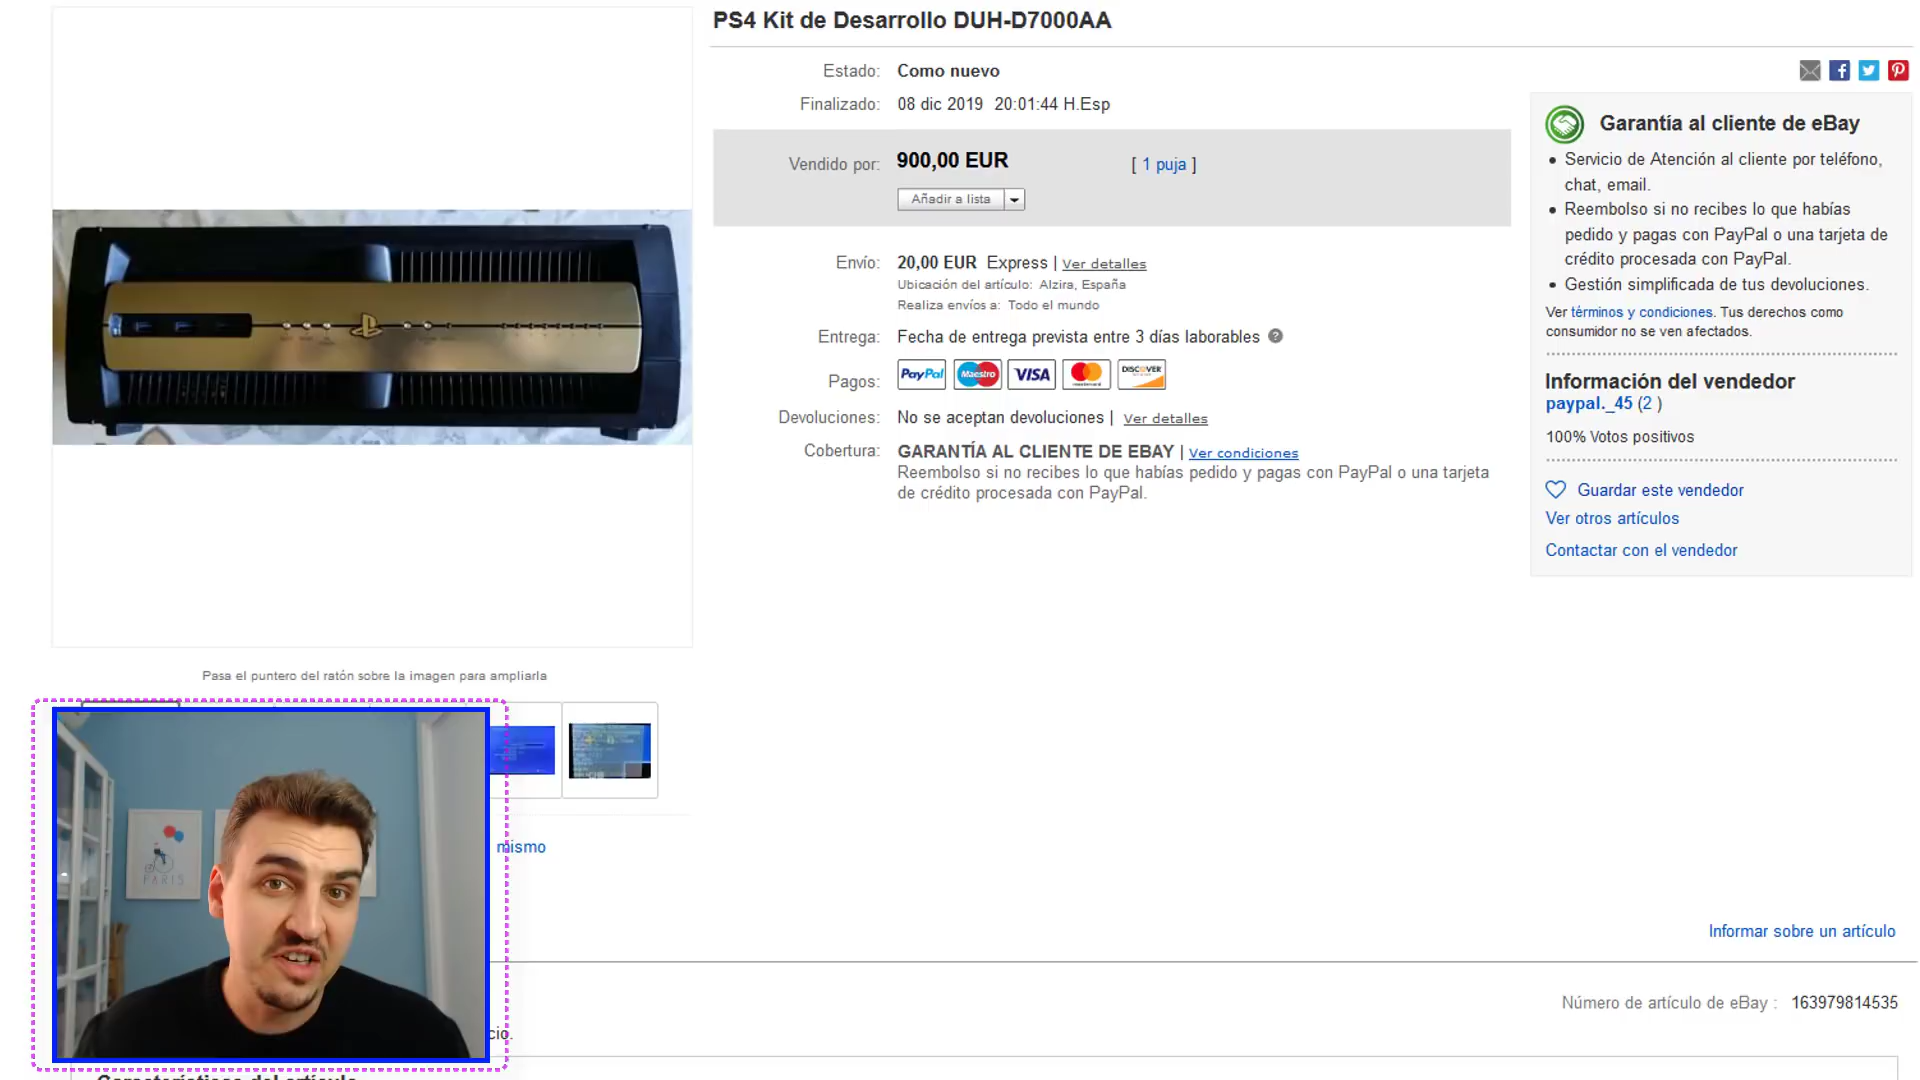 PS4 Kit de Desarrollo DUH-D7000AA
Estado: Como nuevo
Finalizado: 08 dic 2019 20:01:44 H.Esp
Vendido por: 900,00 EUR [ 1 puja ]
Añadir a lista
Envío: 20,00 EUR Express | Ver detalles
Ubicación del artículo: Alzira, España
Realiza envíos a: Todo el mundo
Entrega: Fecha de entrega prevista entre 3 días laborables
Pagos: PayPal Maestro VISA mastercard DISCOVER
Devoluciones: No se aceptan devoluciones | Ver detalles
Cobertura: GARANTÍA AL CLIENTE DE EBAY | Ver condiciones
Reembolso si no recibes lo que habías pedido y pagas con PayPal o una tarjeta
de crédito procesada con PayPal.
Garantía al cliente de eBay
Servicio de Atención al cliente por teléfono,
chat, email.
Reembolso si no recibes lo que habías
pedido y pagas con PayPal o una tarjeta de
crédito procesada con PayPal.
Gestión simplificada de tus devoluciones.
Ver términos y condiciones. Tus derechos como
consumidor no se ven afectados.
Información del vendedor
paypal._45 (2 )
100% Votos positivos
Guardar este vendedor
Ver otros artículos
Contactar con el vendedor
Pasa el puntero del ratón sobre la imagen para ampliarla
mismo
PARIS
Informar sobre un artículo
Número de artículo de eBay : 163979814535
cio.
Características del artículo